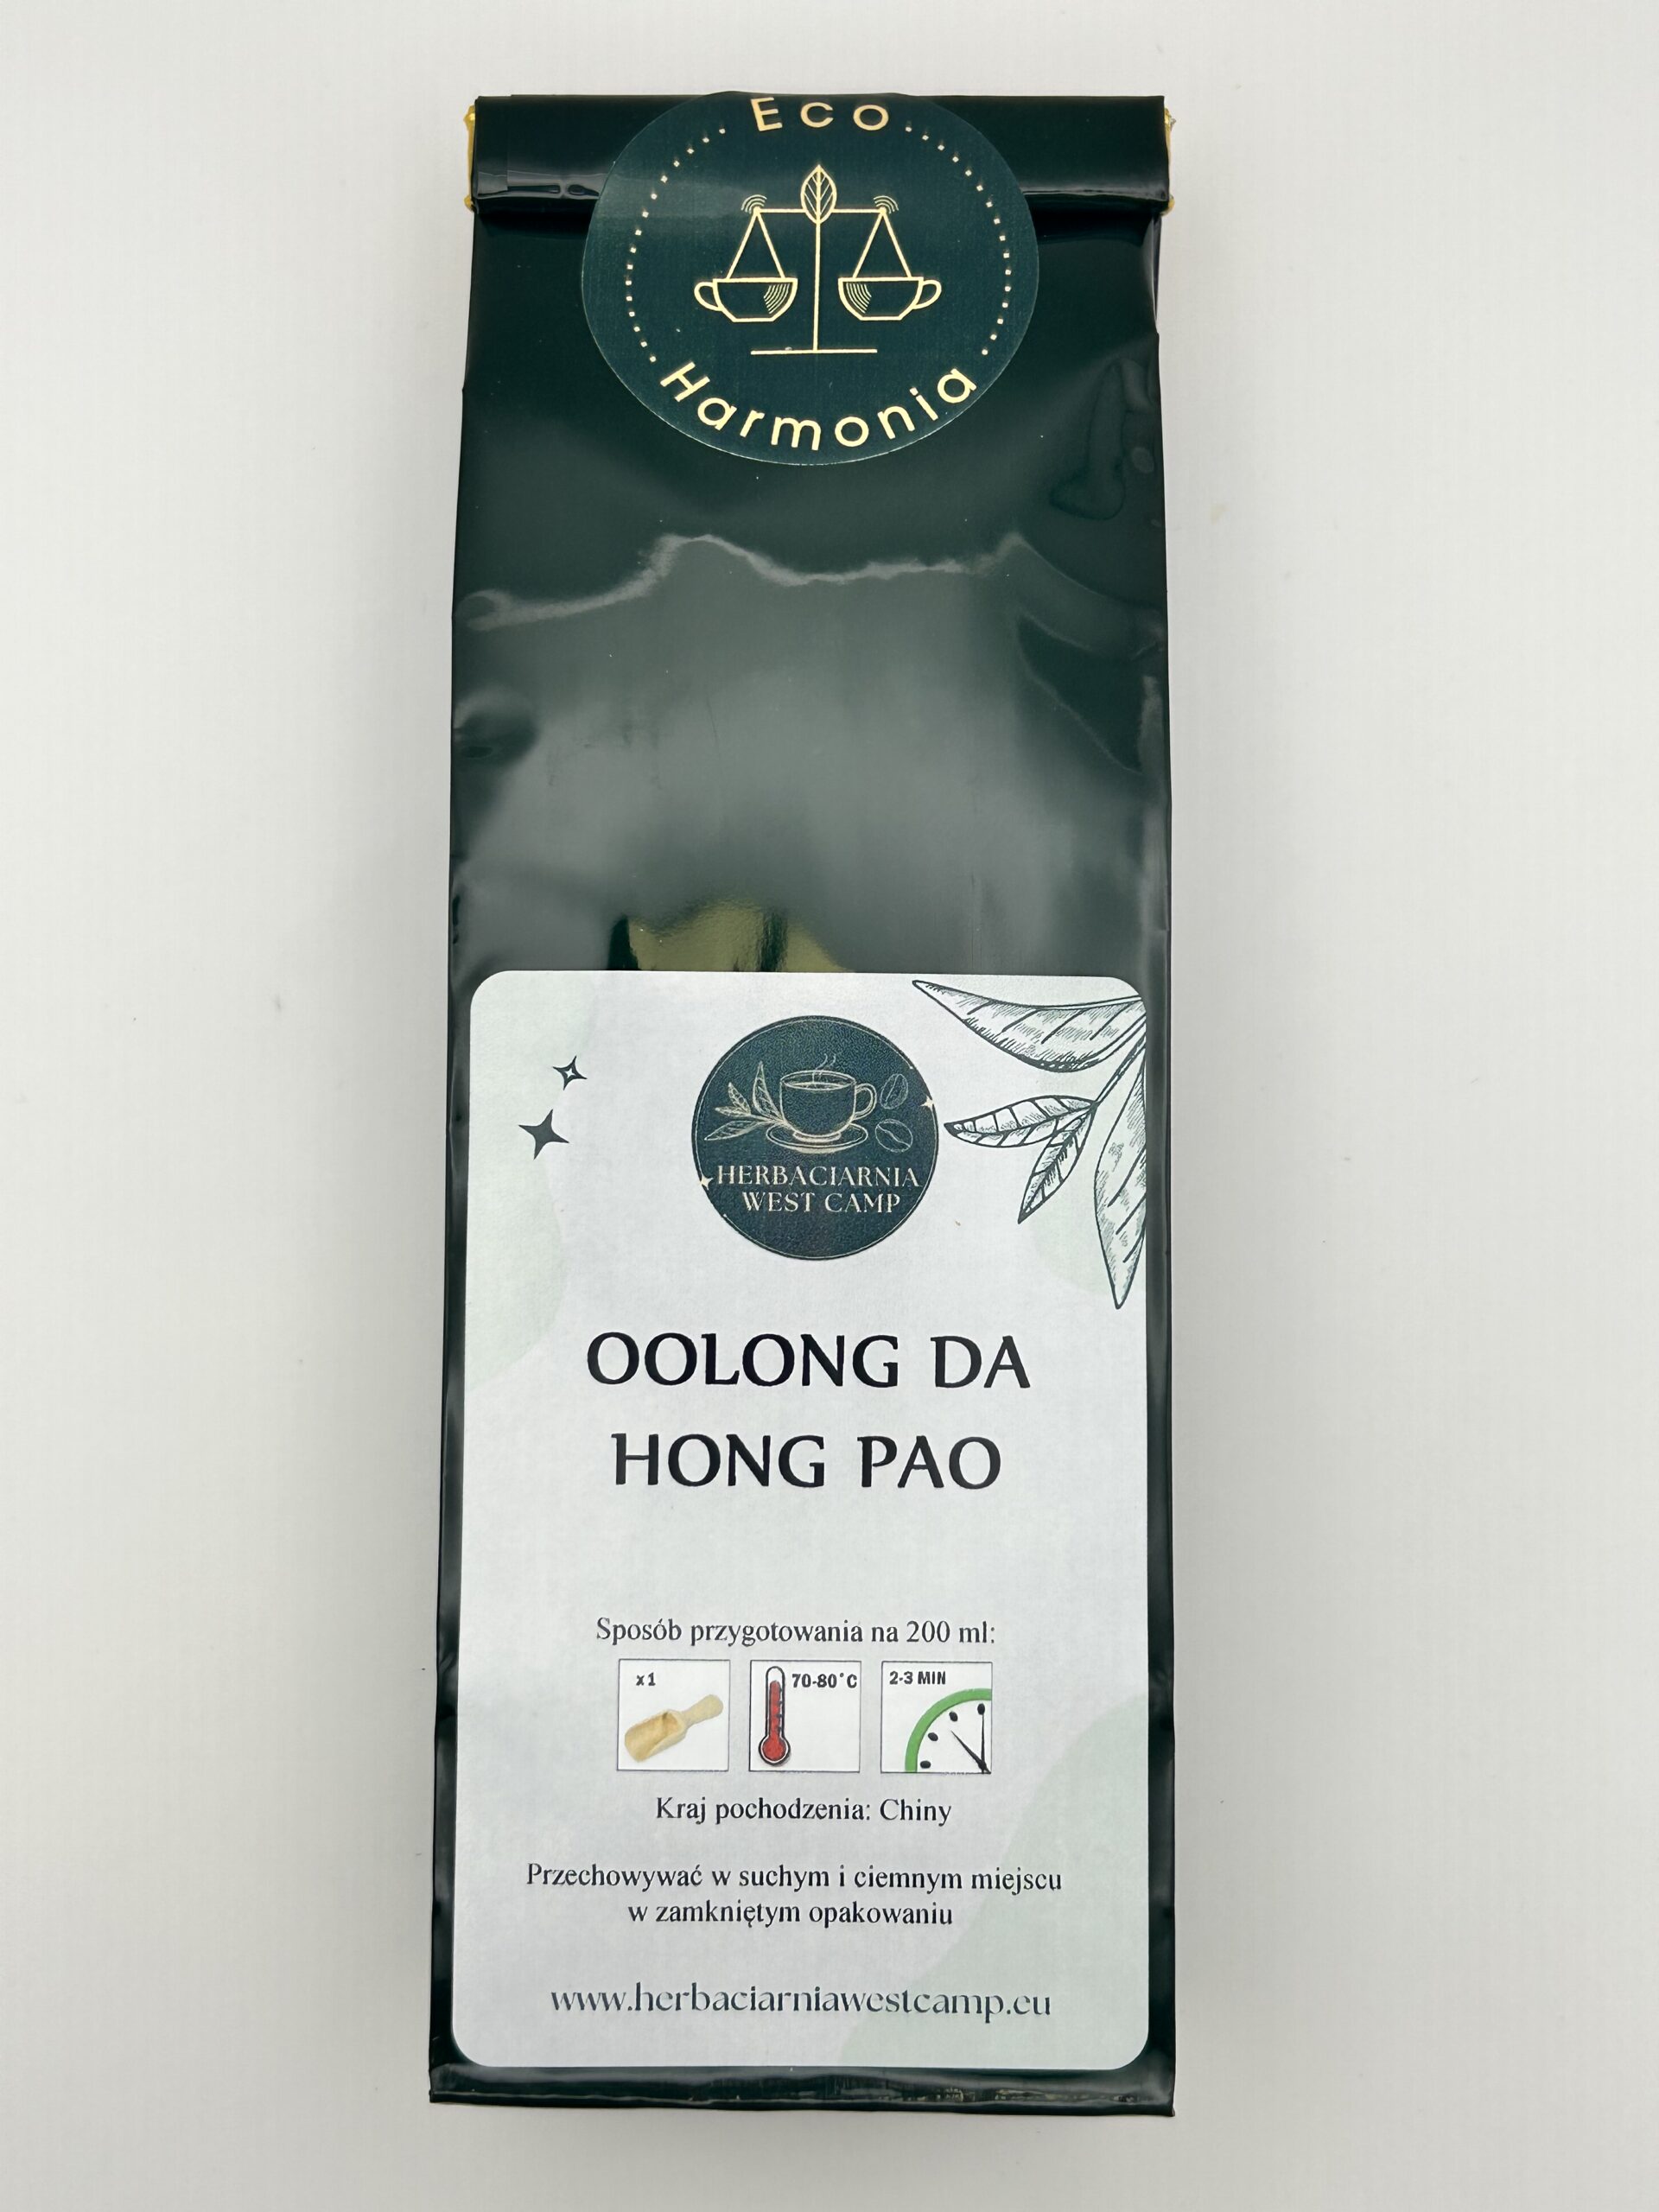 Eco
Harmonia
HERBACIARNIA
WEST CAMP
OOLONG DA
HONG PAO
Sposób przygotowania na 200 ml:
x1
70-80°C
2-3 MIN
Kraj pochodzenia: Chiny
Przechowywać w suchym i ciemnym miejscu
w zamkniętym opakowaniu
www.herbaciarniawestcamp.eu